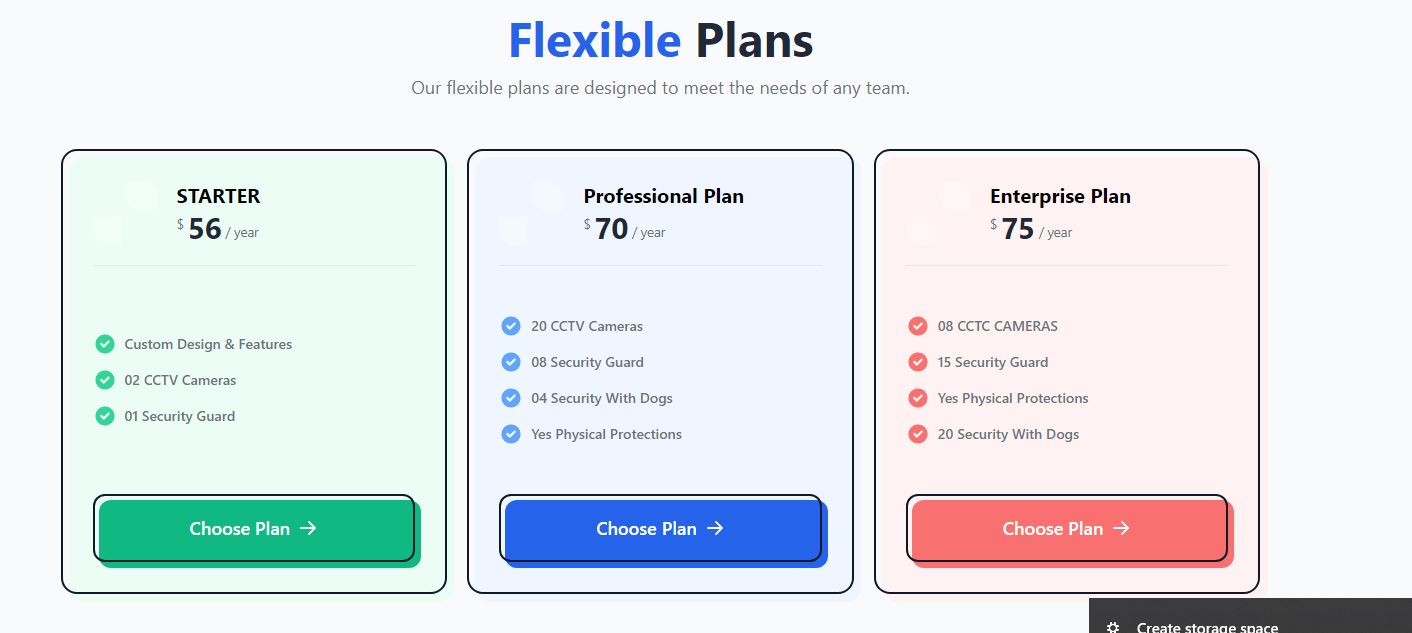 Flexible Plans
Our flexible plans are designed to meet the needs of any team.
STARTER
$ 56 / year
Custom Design & Features
02 CCTV Cameras
01 Security Guard
Choose Plan →
Professional Plan
$ 70 / year
20 CCTV Cameras
08 Security Guard
04 Security With Dogs
Yes Physical Protections
Choose Plan →
Enterprise Plan
$ 75 / year
08 CCTC CAMERAS
15 Security Guard
Yes Physical Protections
20 Security With Dogs
Choose Plan →
Create storage space